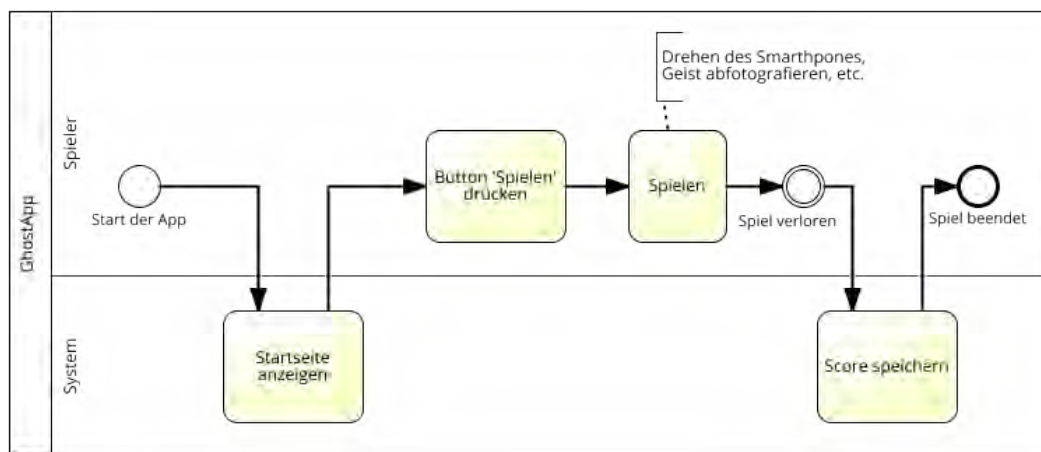 GhostApp
Spieler
Start der App
Button 'Spielen'
drücken
Drehen des Smarthpones,
Geist abfotografieren, etc.
Spielen
Spiel verloren
Spiel beendet
System
Startseite
anzeigen
Score speichern